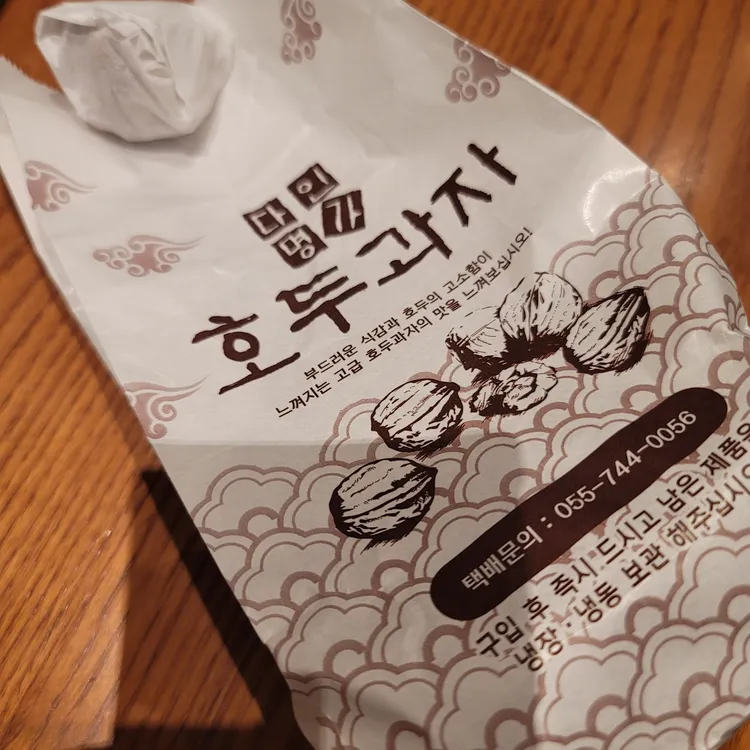 다인
명가
호두과자
부드러운 식감과 호두의 고소함이
느껴지는 고급 호두과자의 맛을 느껴보십시오!
택배문의 : 055-744-0056
구입 후 즉시 드시고 남은 제품은
냉장·냉동 보관 해주십시오